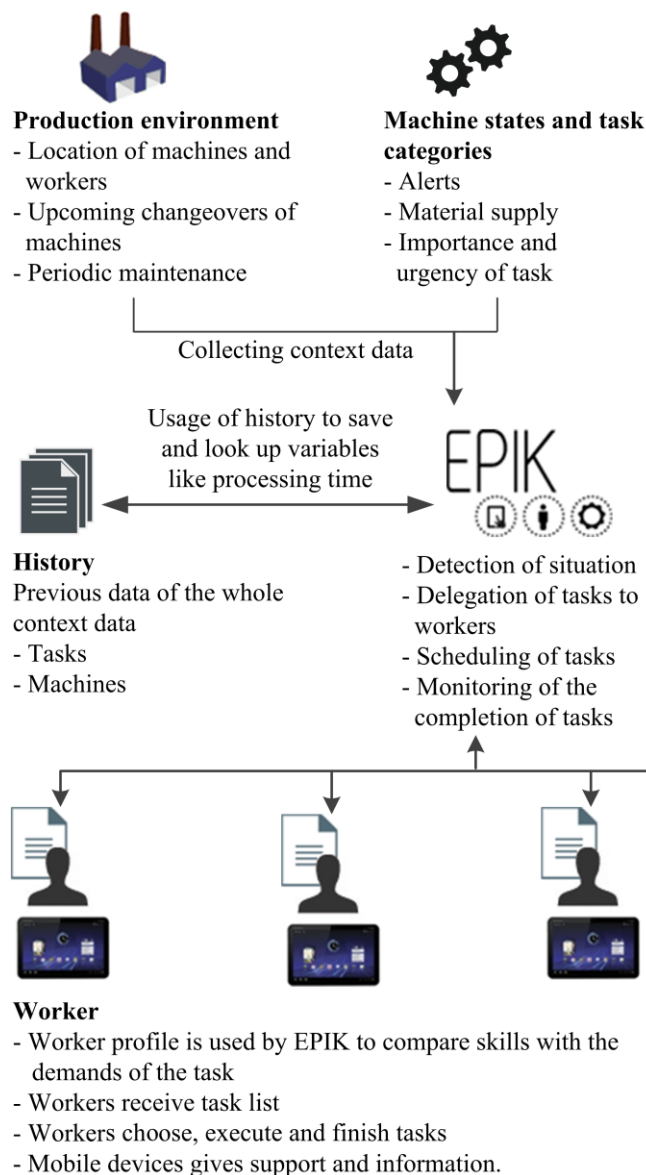 Production environment
- Location of machines and
workers
- Upcoming changeovers of
machines
- Periodic maintenance
Machine states and task
categories
- Alerts
- Material supply
- Importance and
urgency of task
Collecting context data
Usage of history to save
and look up variables
like processing time
EPIK
History
Previous data of the whole
context data
- Tasks
- Machines
- Detection of situation
- Delegation of tasks to
workers
- Scheduling of tasks
- Monitoring of the
completion of tasks
Worker
- Worker profile is used by EPIK to compare skills with the
demands of the task
- Workers receive task list
- Workers choose, execute and finish tasks
- Mobile devices gives support and information.